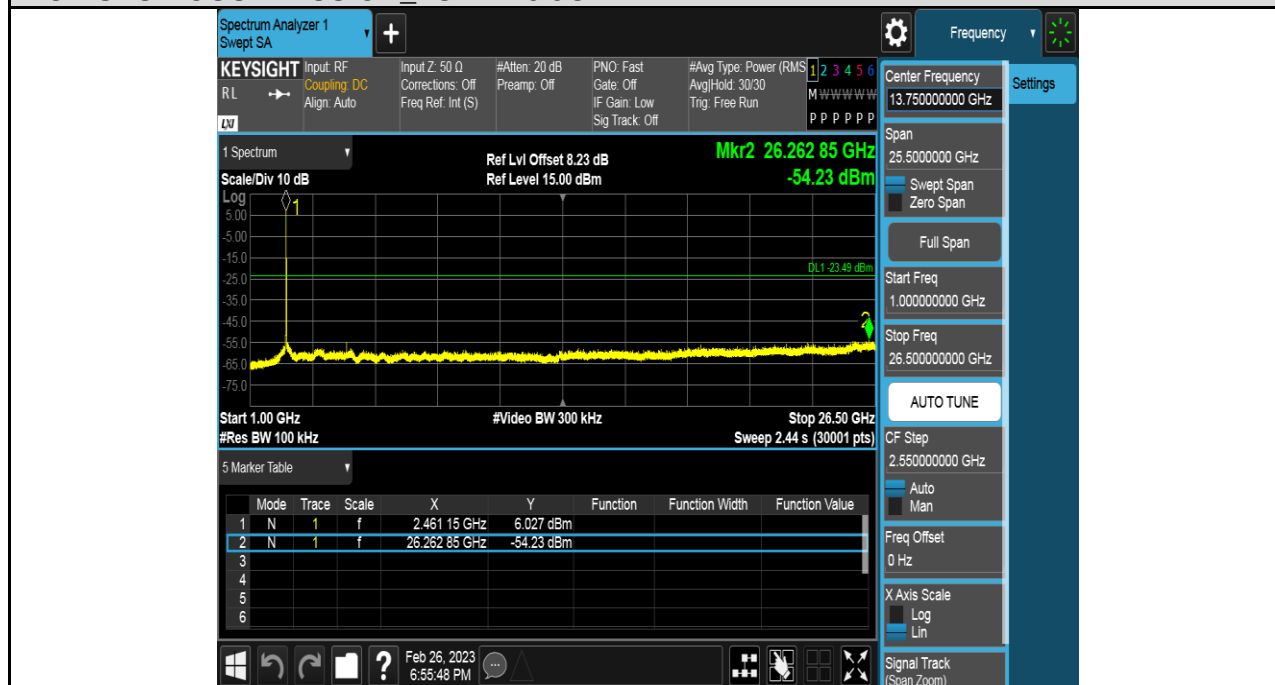 Spectrum Analyzer 1
Swept SA
+
Frequency
KEYSIGHT
RL
LXI
Input: RF
Coupling: DC
Align: Auto
Input Z: 50 Ω
Corrections: Off
Freq Ref: Int (S)
#Atten: 20 dB
Preamp: Off
PNO: Fast
Gate: Off
IF Gain: Low
Sig Track: Off
#Avg Type: Power (RMS
Avg|Hold: 30/30
Trig: Free Run
1 2 3 4 5 6
M W W W W W
P P P P P P
1 Spectrum
Scale/Div 10 dB
Ref Lvl Offset 8.23 dB
Ref Level 15.00 dBm
Mkr2 26.262 85 GHz
-54.23 dBm
Log
5.00
-5.00
-15.0
-25.0
-35.0
-45.0
-55.0
-65.0
-75.0
1
DL1 -23.49 dBm
2
Start 1.00 GHz
#Video BW 300 kHz
Stop 26.50 GHz
#Res BW 100 kHz
Sweep 2.44 s (30001 pts)
5 Marker Table
Mode Trace Scale X Y Function Function Width Function Value
1 N 1 f 2.461 15 GHz 6.027 dBm
2 N 1 f 26.262 85 GHz -54.23 dBm
3
4
5
6
?
Feb 26, 2023
6:55:48 PM
Center Frequency
13.750000000 GHz
Settings
Span
25.5000000 GHz
Swept Span
Zero Span
Full Span
Start Freq
1.000000000 GHz
Stop Freq
26.500000000 GHz
AUTO TUNE
CF Step
2.550000000 GHz
Auto
Man
Freq Offset
0 Hz
X Axis Scale
Log
Lin
Signal Track
(Span Zoom)